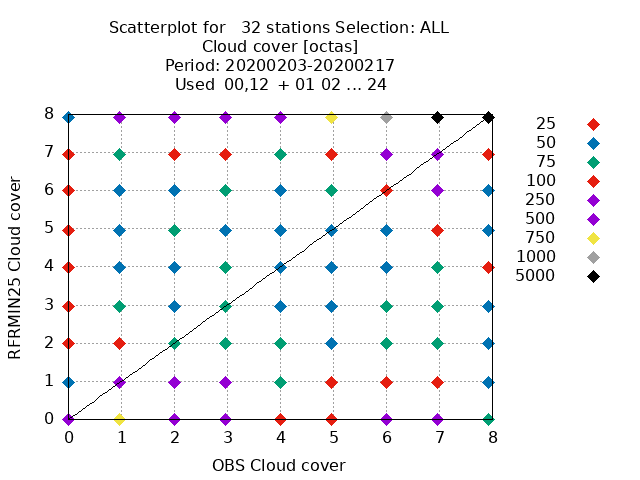 Scatterplot for 32 stations Selection: ALL
Cloud cover [octas]
Period: 20200203-20200217
Used 00,12 + 01 02 ... 24
8
7
6
5
4
3
2
1
0
RFRMIN25 Cloud cover
0 1 2 3 4 5 6 7 8
OBS Cloud cover
25
50
75
100
250
500
750
1000
5000